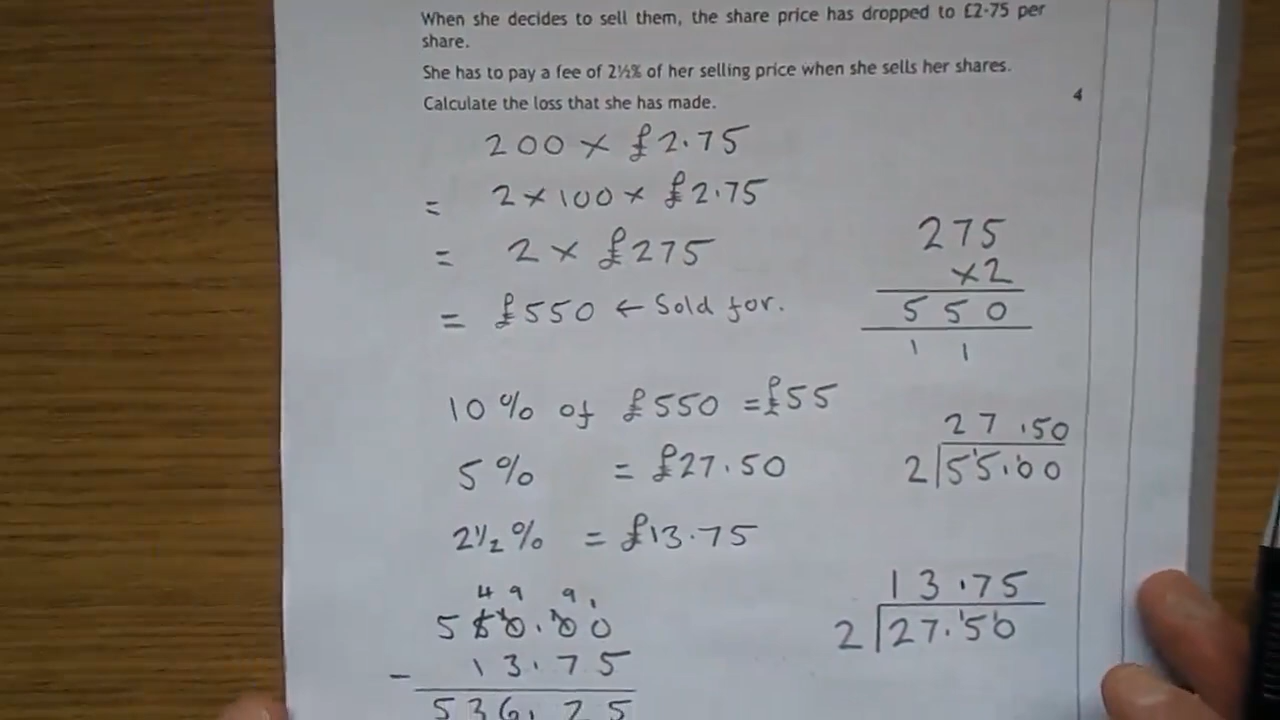 When she decides to sell them, the share price has dropped to £2·75 per
share.
She has to pay a fee of 2½% of her selling price when she sells her shares.
Calculate the loss that she has made.
4
200 × £2.75
= 2×100× £2.75
= 2 × £275
= £550 ← Sold for.
275
×2
550
1 1
10% of £550 = £55
5% = £27.50
2½% = £13.75
27.50
2 55.00
13.75
2 27.50
4 9 9 1
550.00
- 13.75
536.25